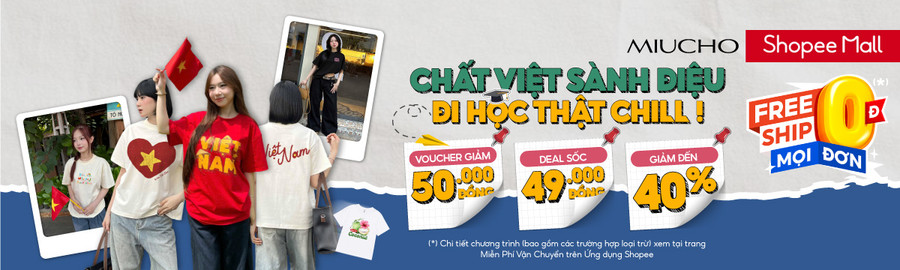 MIUCHO
Shopee Mall
CHẤT VIỆT SÀNH ĐIỆU
ĐI HỌC THẬT CHILL !
VOUCHER GIẢM
50.000
ĐỒNG
DEAL SỐC
49.000
ĐỒNG
GIẢM ĐẾN
40%
FREE
SHIP
0Đ
(*)
MỌI ĐƠN
VIỆT
NAM
Việt Nam
Coconut
(*) Chi tiết chương trình (bao gồm các trường hợp loại trừ) xem tại trang
Miễn Phí Vận Chuyển trên Ứng dụng Shopee